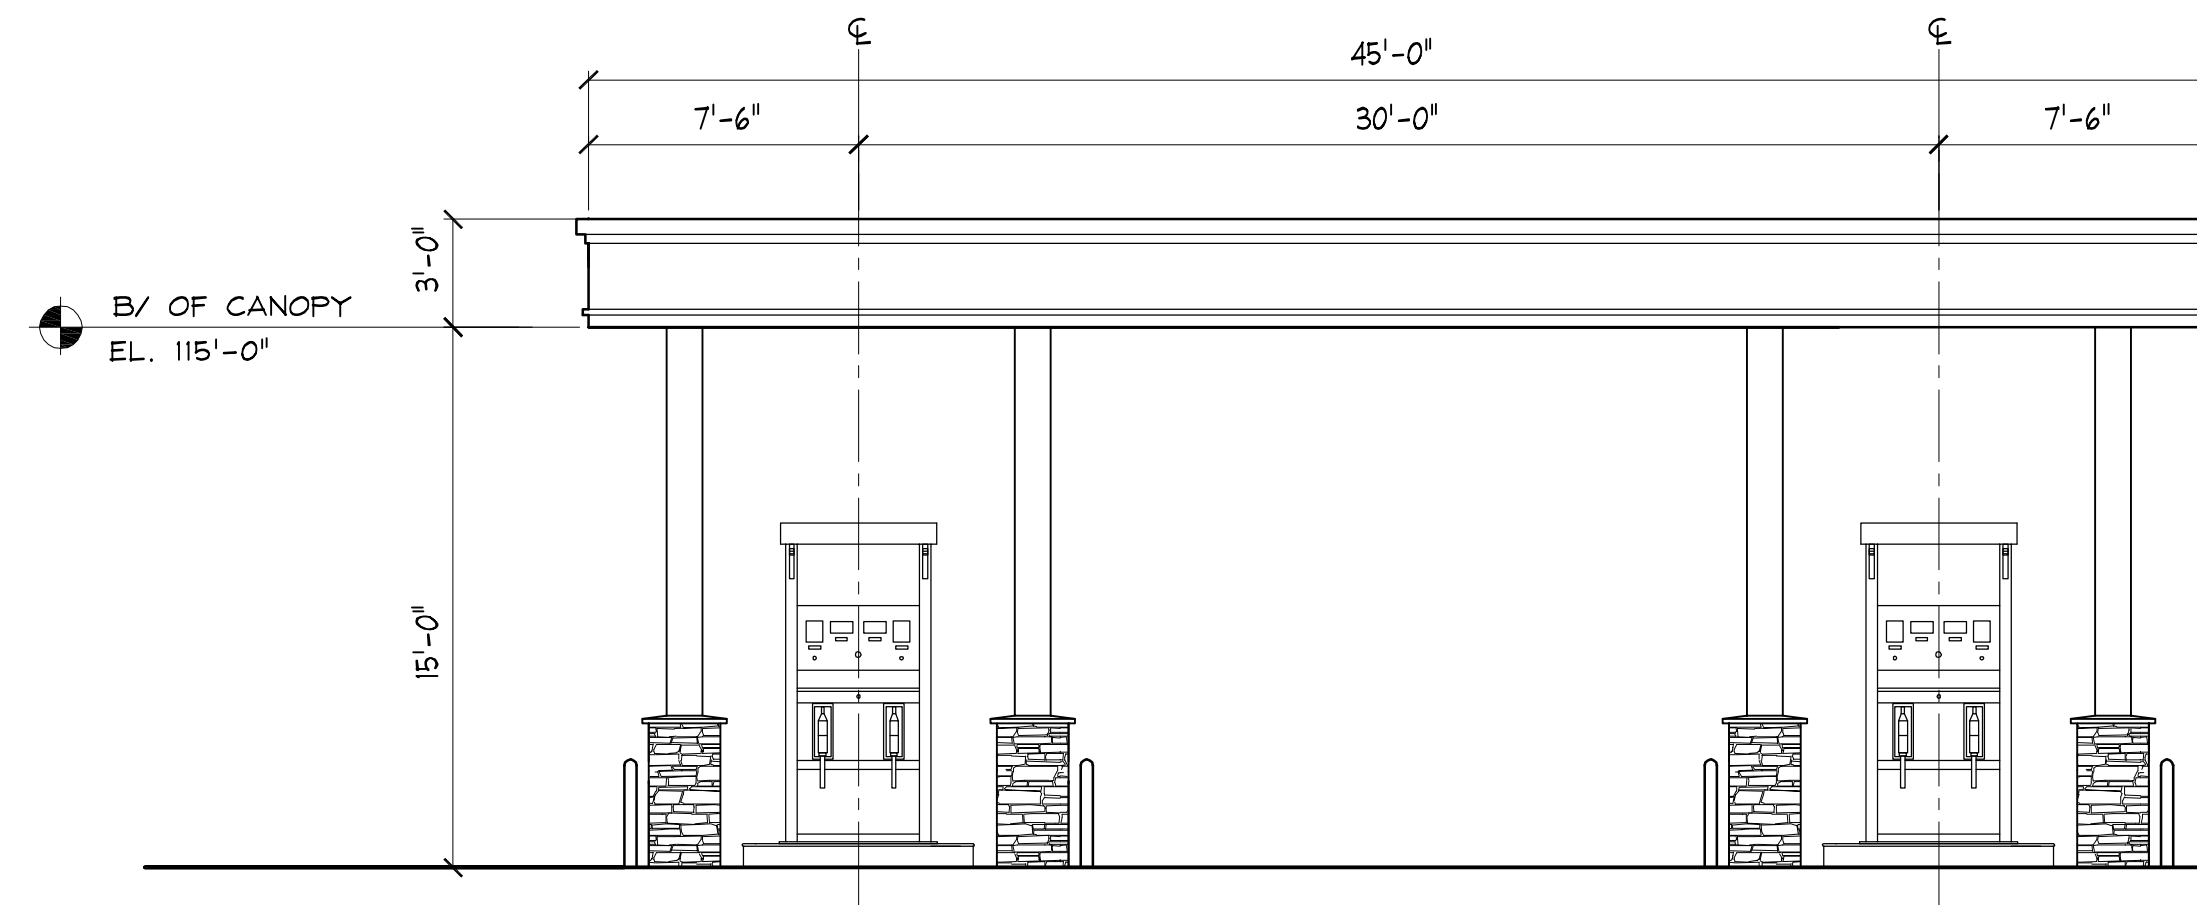 ℄ ℄
45'-0"
7'-6" 30'-0" 7'-6"
3'-0"
B/ OF CANOPY
EL. 115'-0"
15'-0"